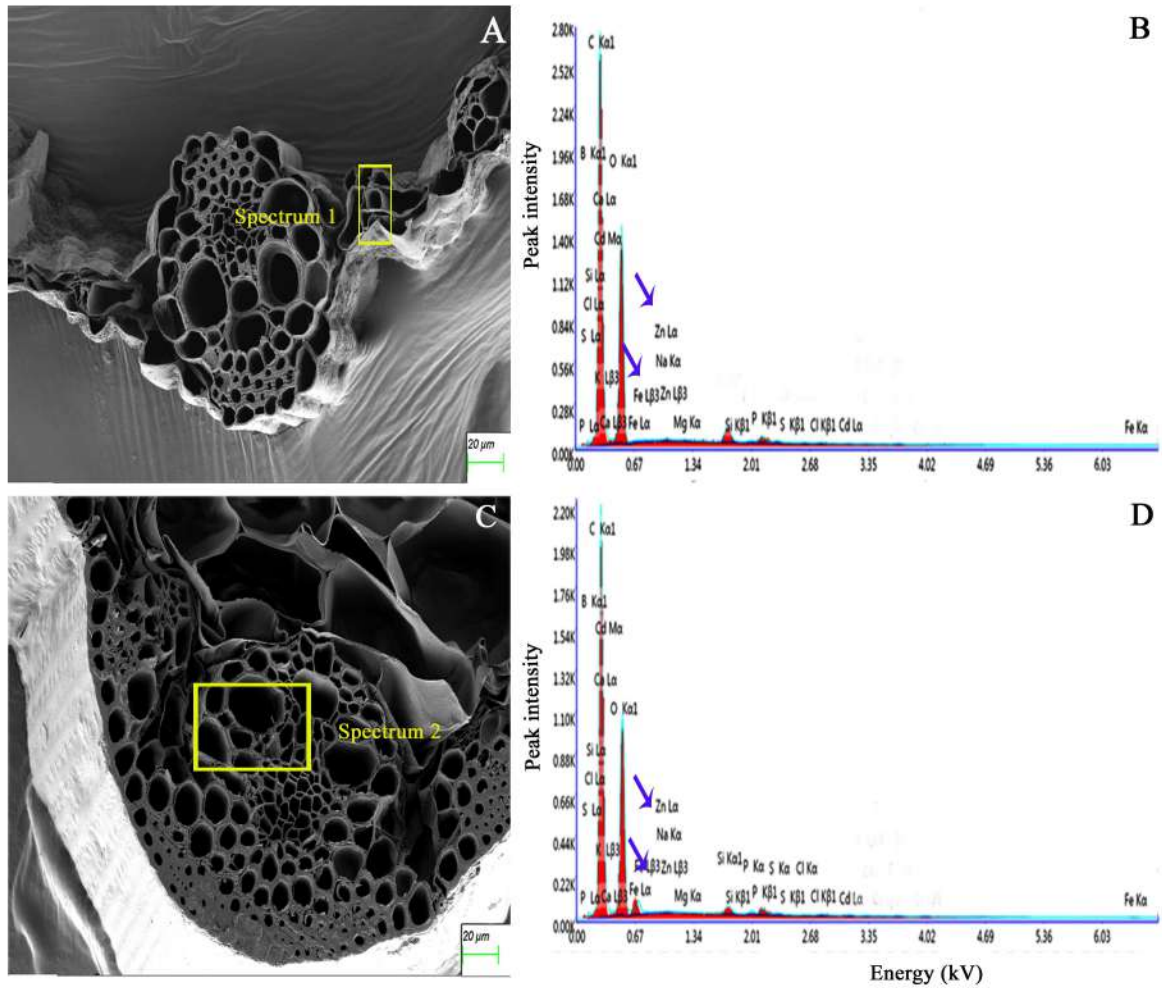 A
Spectrum 1
20 µm
B
Peak intensity
2.80K
2.52K
2.24K
1.96K
1.68K
1.40K
1.12K
0.84K
0.56K
0.28K
0.00K
C Kα1
B Kα1 O Kα1
Ca Lα
Cd Mα
Si Lα
Cl Lα
S Lα
Zn Lα
Na Kα
K Lβ3
Fe Lβ3 Zn Lβ3
P Lα Ca Lβ3 Fe Lα Mg Kα Si Kβ1 P Kβ1 S Kβ1 Cl Kβ1 Cd La Fe Kα
0.00 0.67 1.34 2.01 2.68 3.35 4.02 4.69 5.36 6.03
C
Spectrum 2
20 µm
D
Peak intensity
2.20K
1.98K
1.76K
1.54K
1.32K
1.10K
0.88K
0.66K
0.44K
0.22K
0.00K
C Kα1
B Kα1
Cd Mα
Ca Lα
O Kα1
Si Lα
Cl Lα
S Lα
Zn Lα
Na Kα
K Lβ3 Lβ3 Zn Lβ3
Si Kα1 P Kα S Kα Cl Kα
P Lα Ca Lβ3 Fe Lα Mg Kα Si Kβ1 P Kβ1 S Kβ1 Cl Kβ1 Cd La Fe Kα
0.00 0.67 1.34 2.01 2.68 3.35 4.02 4.69 5.36 6.03
Energy (kV)